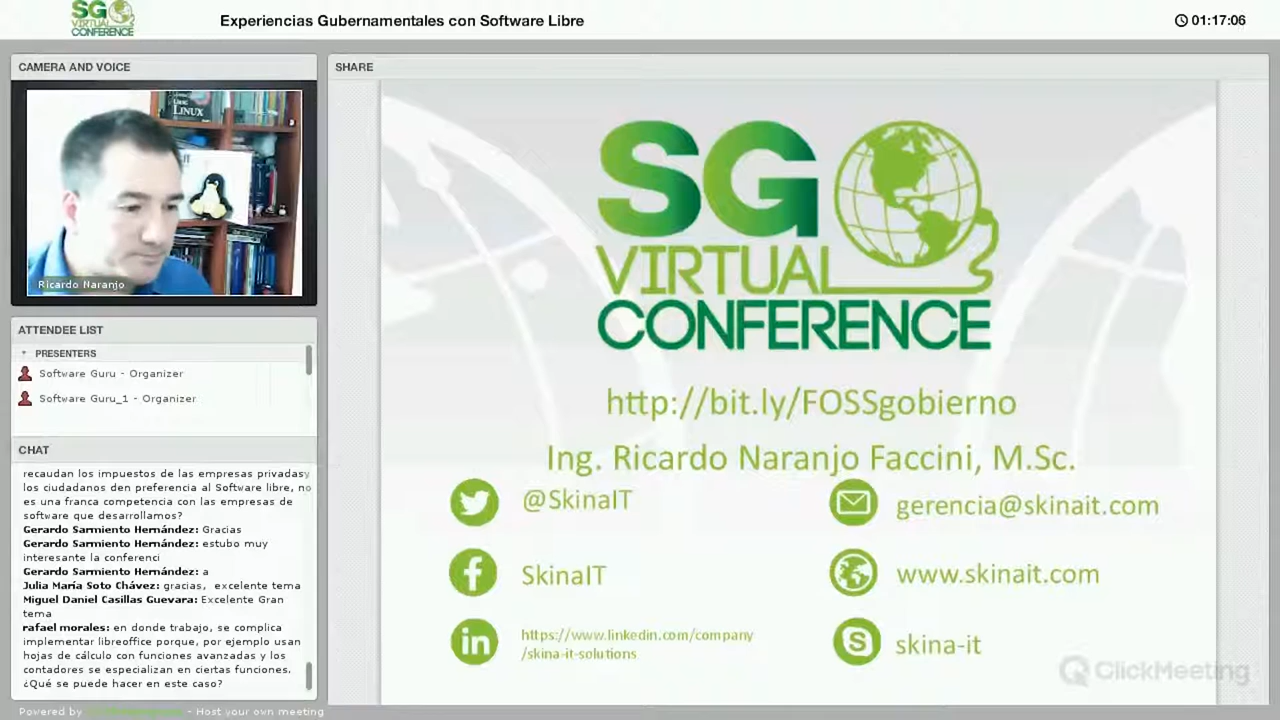 SG
VIRTUAL
CONFERENCE
Experiencias Gubernamentales con Software Libre
01:17:06
CAMERA AND VOICE
LINUX
Ricardo Naranjo
ATTENDEE LIST
PRESENTERS
Software Guru - Organizer
Software Guru_1 - Organizer
CHAT
recaudan los impuestos de las empresas privadas y
los ciudadanos den preferencia al Software libre, no
es una franca competencia con las empresas de
software que desarrollamos?
Gerardo Sarmiento Hernández: Gracias
Gerardo Sarmiento Hernández: estubo muy
interesante la conferenci
Gerardo Sarmiento Hernández: a
Julia María Soto Chávez: gracias, excelente tema
Miguel Daniel Casillas Guevara: Excelente Gran
tema
rafael morales: en donde trabajo, se complica
implementar libreoffice porque, por ejemplo usan
hojas de cálculo con funciones avanzadas y los
contadores se especializan en ciertas funciones.
¿Qué se puede hacer en este caso?
Powered by - Host your own meeting
SHARE
SG
VIRTUAL
CONFERENCE
http://bit.ly/FOSSgobierno
Ing. Ricardo Naranjo Faccini, M.Sc.
@SkinaIT
gerencia@skinait.com
SkinaIT
www.skinait.com
https://www.linkedin.com/company
/skina-it-solutions
skina-it
ClickMeeting